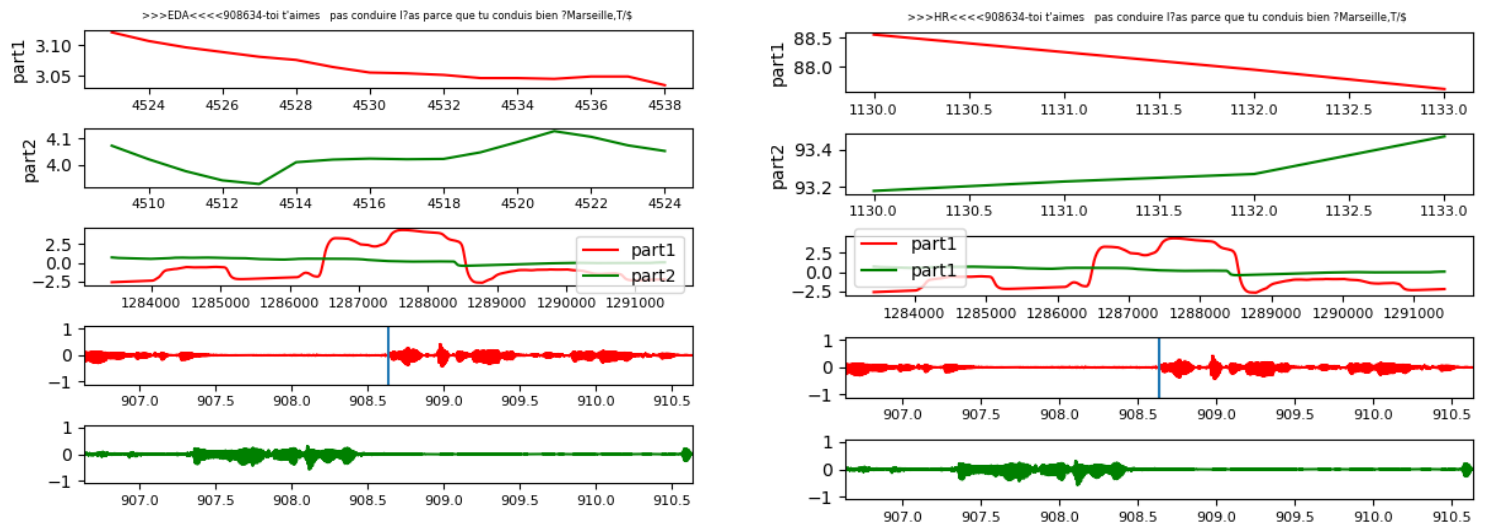 >>>EDA<<<<908634-toi t'aimes   pas conduire l?as parce que tu conduis bien ?Marseille,T/$
part1
3.10
3.05
4524 4526 4528 4530 4532 4534 4536 4538
part2
4.1
4.0
4510 4512 4514 4516 4518 4520 4522 4524
2.5
0.0
−2.5
part1
part2
1284000 1285000 1286000 1287000 1288000 1289000 1290000 1291000
1
0
−1
907.0 907.5 908.0 908.5 909.0 909.5 910.0 910.5
1
0
−1
907.0 907.5 908.0 908.5 909.0 909.5 910.0 910.5
>>>HR<<<<908634-toi t'aimes   pas conduire l?as parce que tu conduis bien ?Marseille,T/$
part1
88.5
88.0
1130.0 1130.5 1131.0 1131.5 1132.0 1132.5 1133.0
part2
93.4
93.2
1130.0 1130.5 1131.0 1131.5 1132.0 1132.5 1133.0
2.5
0.0
−2.5
part1
part1
1284000 1285000 1286000 1287000 1288000 1289000 1290000 1291000
1
0
−1
907.0 907.5 908.0 908.5 909.0 909.5 910.0 910.5
1
0
−1
907.0 907.5 908.0 908.5 909.0 909.5 910.0 910.5